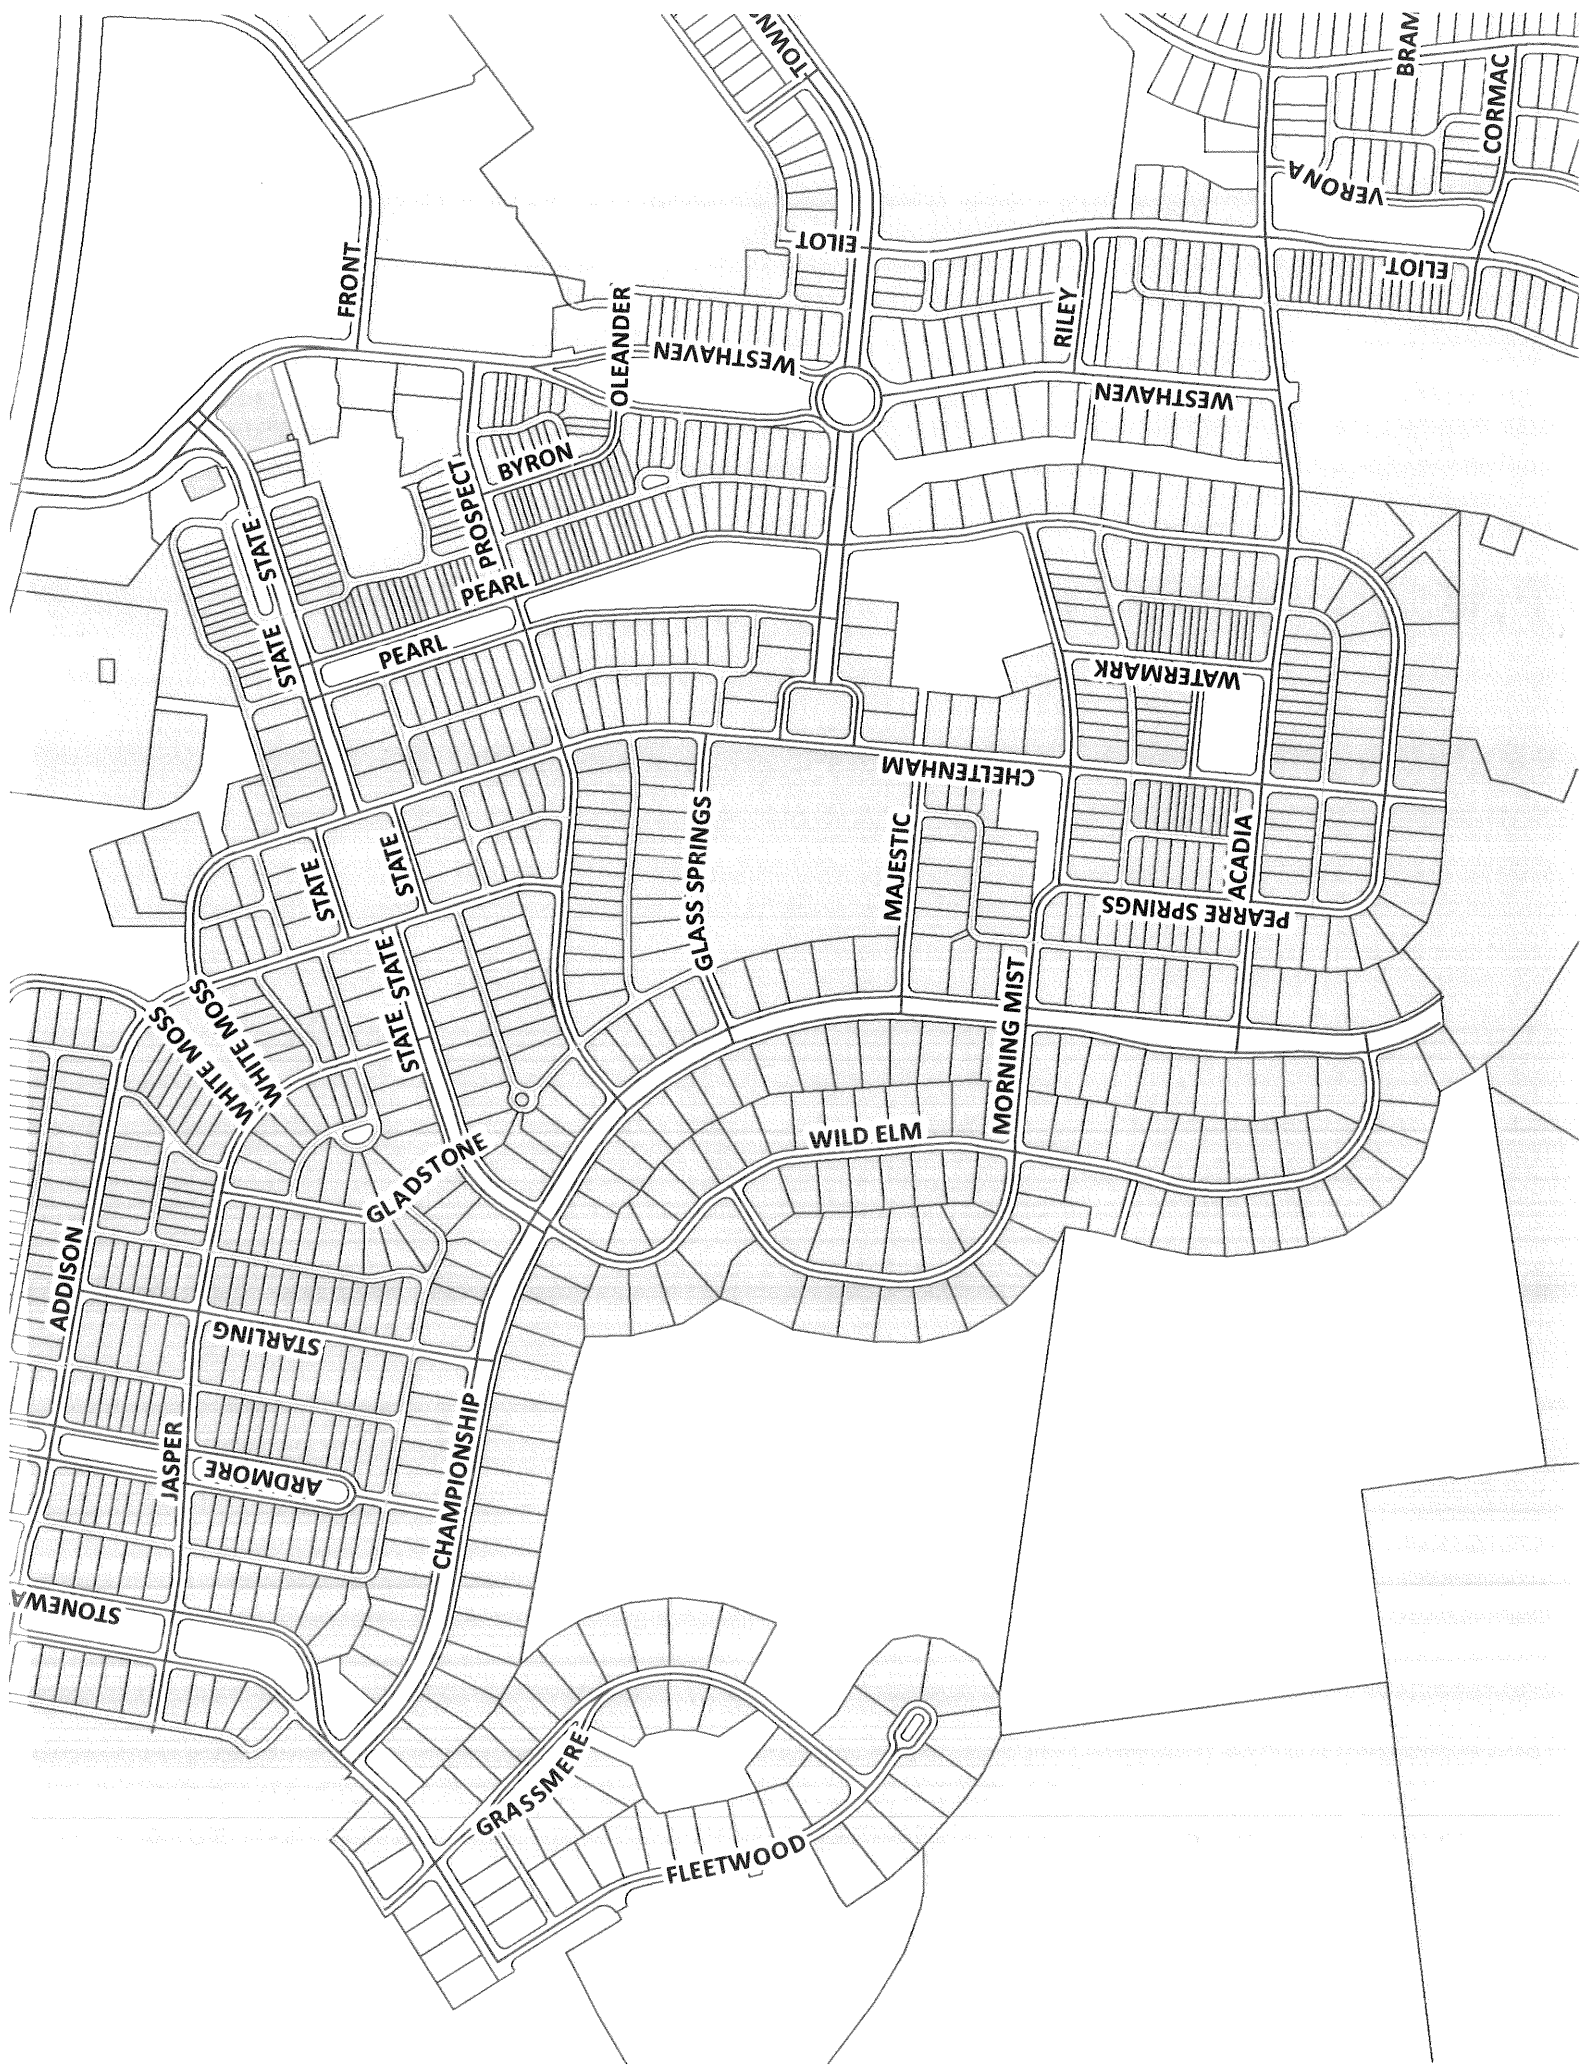 TOWN
BRAM
CORMAC
VERONA
FRONT
EILOT
ELIOT
OLEANDER
RILEY
WESTHAVEN
WESTHAVEN
BYRON
PROSPECT
STATE
PEARL
STATE
PEARL
WATERMARK
CHELTENHAM
GLASS SPRINGS
MAJESTIC
ACADIA
STATE
STATE
PEARRE SPRINGS
STATE
STATE
WHITE MOSS
WHITE MOSS
MORNING MIST
WILD ELM
GLADSTONE
ADDISON
STARLING
CHAMPIONSHIP
JASPER
ARDMORE
STONEWA
GRASSMERE
FLEETWOOD